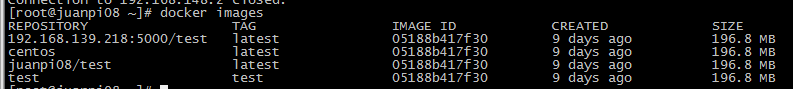 Connection to 192.168.148.2 closed.
[root@juanpi08 ~]# docker images
REPOSITORY TAG IMAGE ID CREATED SIZE
192.168.139.218:5000/test latest 05188b417f30 9 days ago 196.8 MB
centos latest 05188b417f30 9 days ago 196.8 MB
juanpi08/test latest 05188b417f30 9 days ago 196.8 MB
test test 05188b417f30 9 days ago 196.8 MB
[root@juanpi08 ~]#